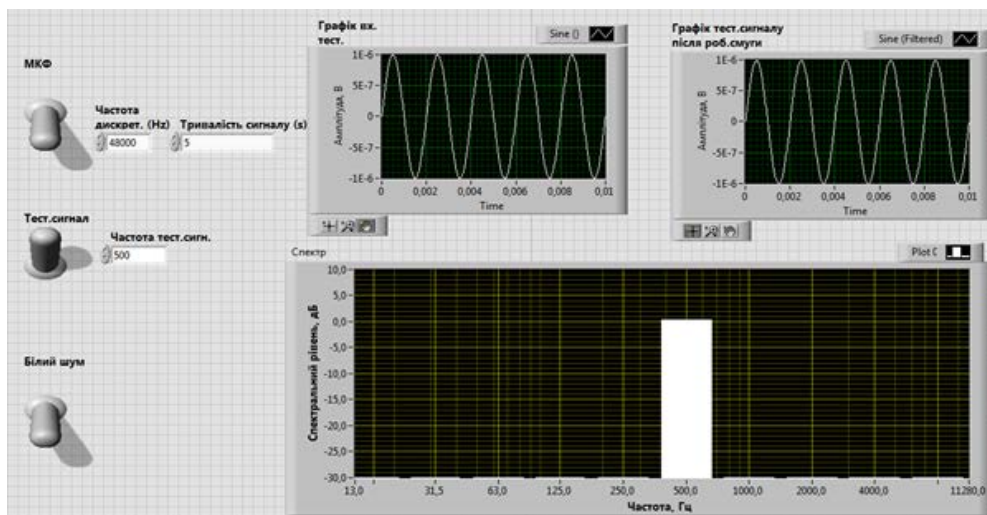 МКФ
Частота
дискрет. (Hz)
48000
Тривалість сигналу (s)
5
Тест.сигнал
Частота тест.сигн.
500
Білий шум
Графік вх.
тест.
Sine ()
1E-6
5E-7
0
-5E-7
-1E-6
Амплітуда, В
0 0,002 0,004 0,006 0,008 0,01
Time
Графік тест.сигналу
після роб.смуги
Sine (Filtered)
1E-6
5E-7
0
-5E-7
-1E-6
Амплітуда, В
0 0,002 0,004 0,006 0,008 0,01
Time
Спектр
Plot 0
10,0
5,0
0,0
-5,0
-10,0
-15,0
-20,0
-25,0
-30,0
Спектральний рівень, дБ
13,0 31,5 63,0 125,0 250,0 500,0 1000,0 2000,0 4000,0 11280,0
Частота, Гц